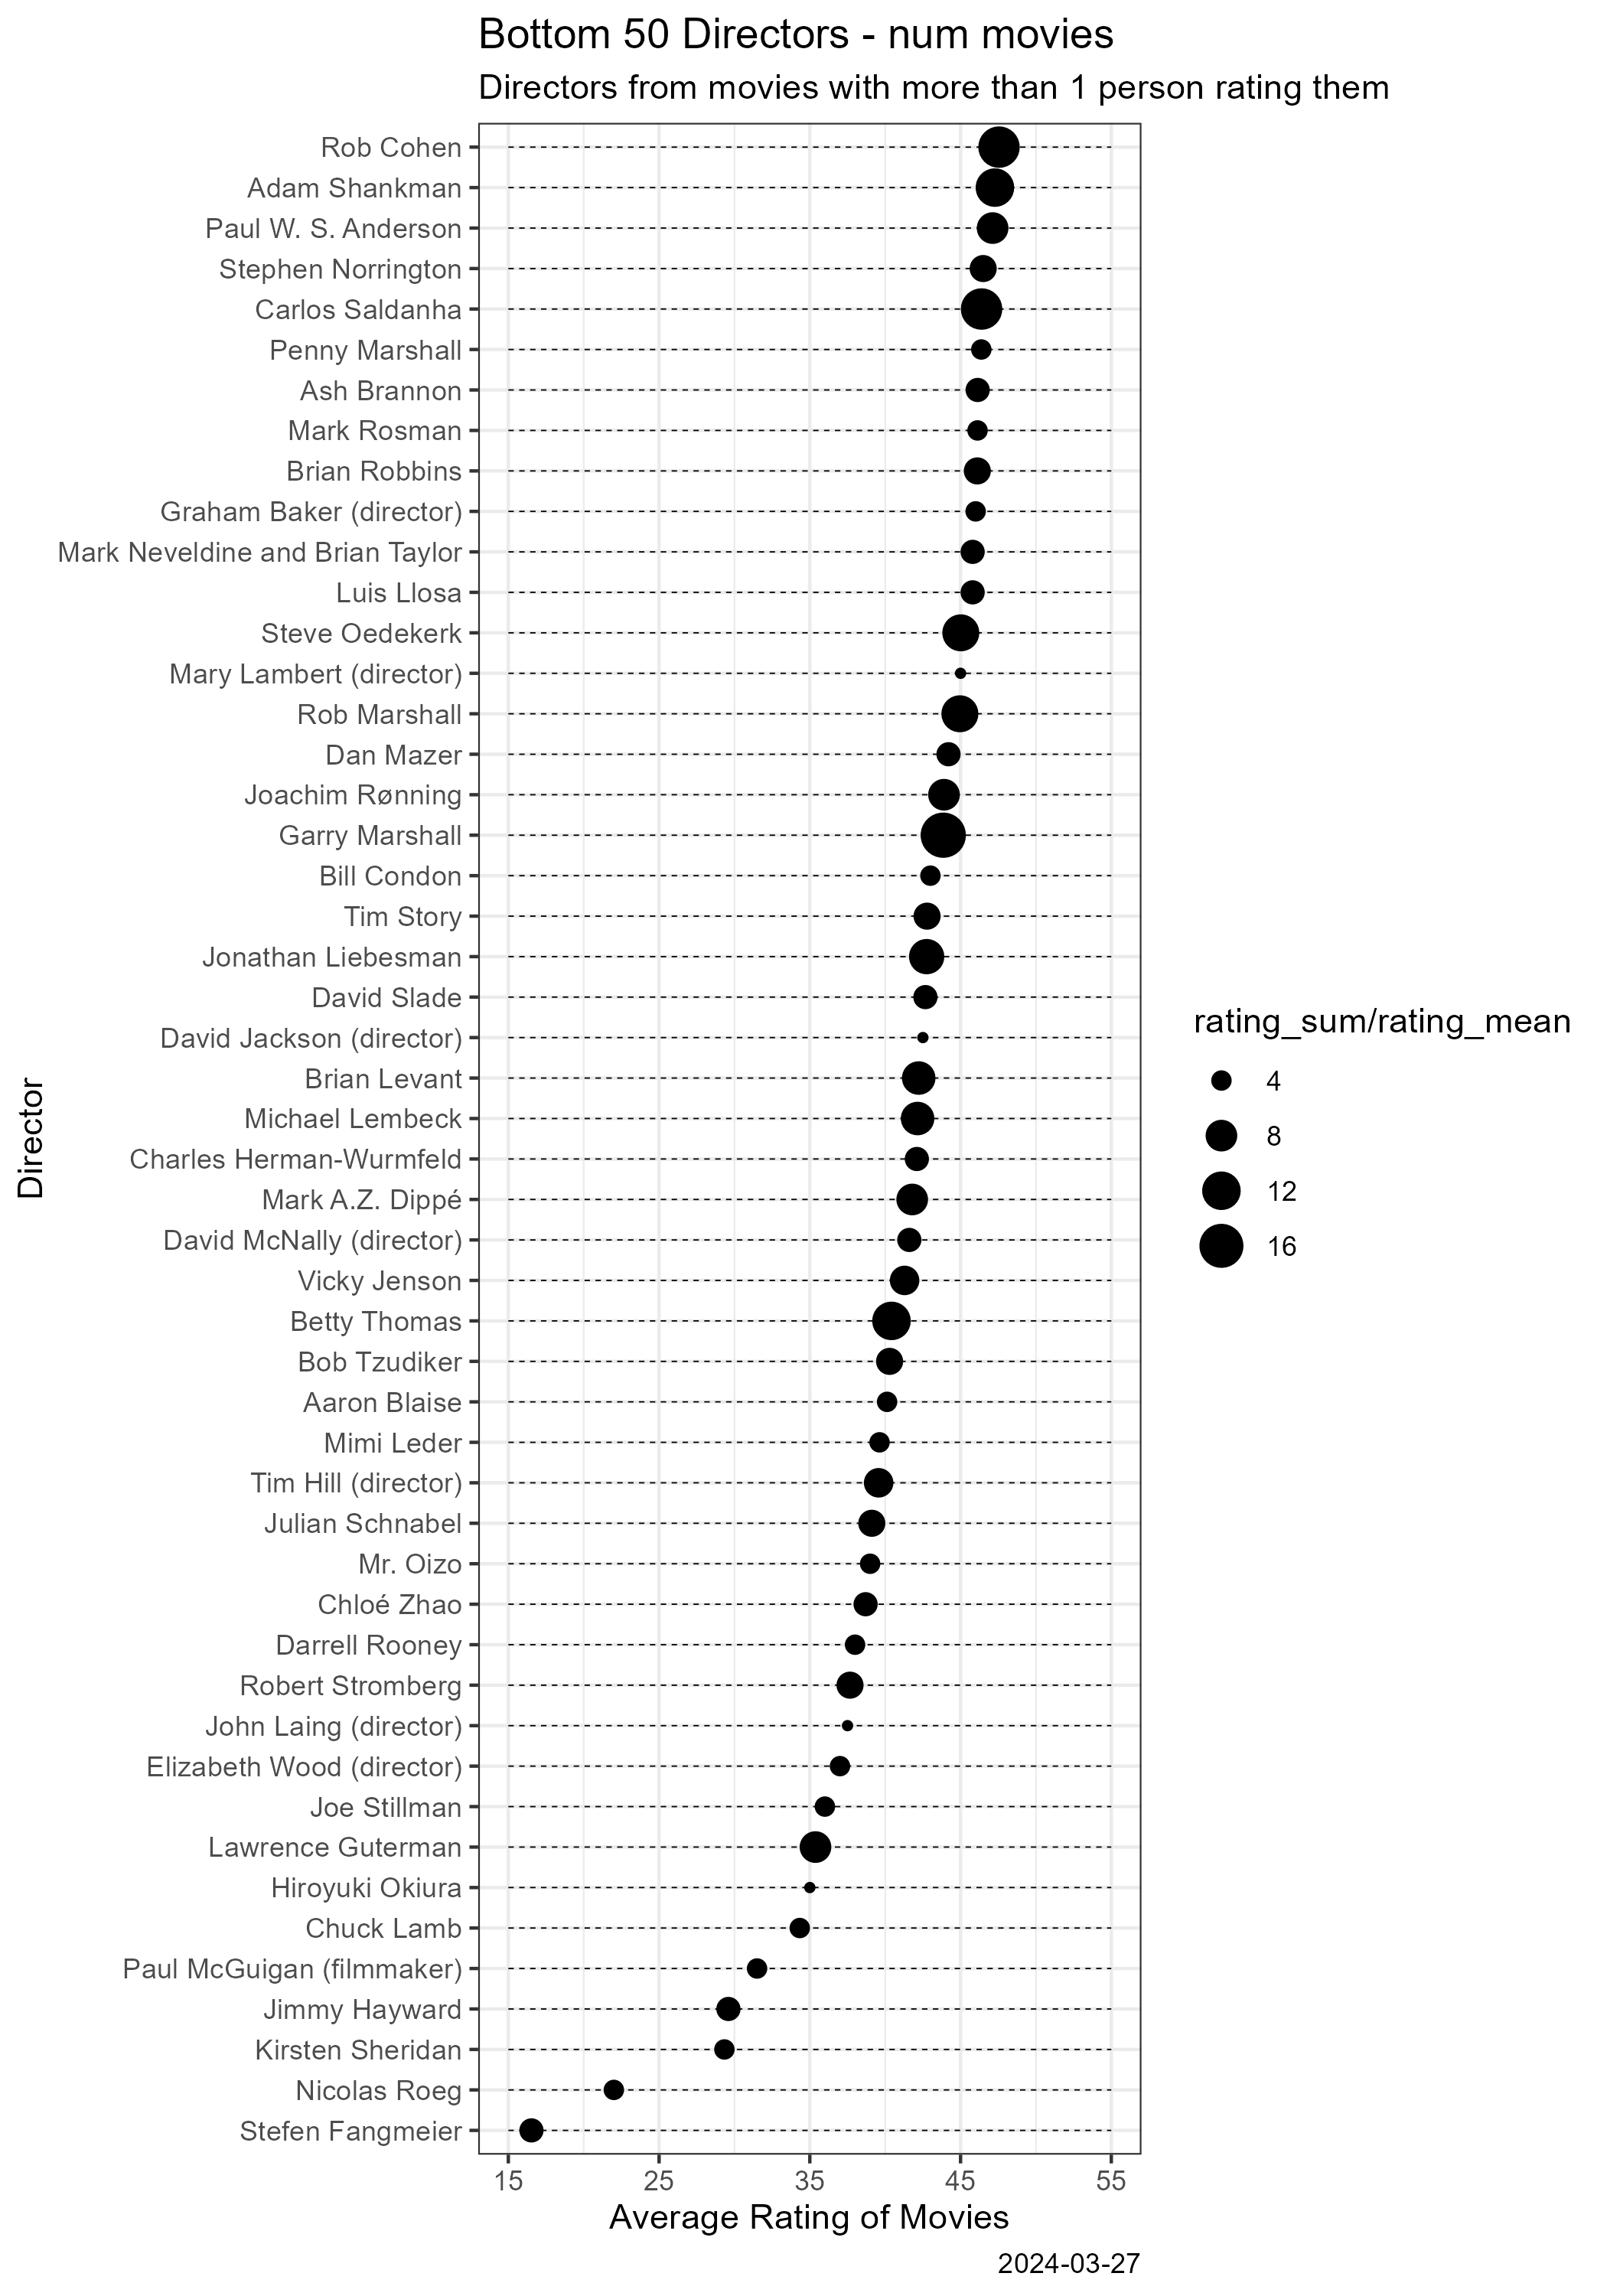 Bottom 50 Directors - num movies
Directors from movies with more than 1 person rating them
Rob Cohen
Adam Shankman
Paul W. S. Anderson
Stephen Norrington
Carlos Saldanha
Penny Marshall
Ash Brannon
Mark Rosman
Brian Robbins
Graham Baker (director)
Mark Neveldine and Brian Taylor
Luis Llosa
Steve Oedekerk
Mary Lambert (director)
Rob Marshall
Dan Mazer
Joachim Rønning
Garry Marshall
Bill Condon
Tim Story
Jonathan Liebesman
David Slade
David Jackson (director)
Brian Levant
Michael Lembeck
Charles Herman-Wurmfeld
Mark A.Z. Dippé
David McNally (director)
Vicky Jenson
Betty Thomas
Bob Tzudiker
Aaron Blaise
Mimi Leder
Tim Hill (director)
Julian Schnabel
Mr. Oizo
Chloé Zhao
Darrell Rooney
Robert Stromberg
John Laing (director)
Elizabeth Wood (director)
Joe Stillman
Lawrence Guterman
Hiroyuki Okiura
Chuck Lamb
Paul McGuigan (filmmaker)
Jimmy Hayward
Kirsten Sheridan
Nicolas Roeg
Stefen Fangmeier
Director
15 25 35 45 55
Average Rating of Movies
rating_sum/rating_mean
4
8
12
16
2024-03-27